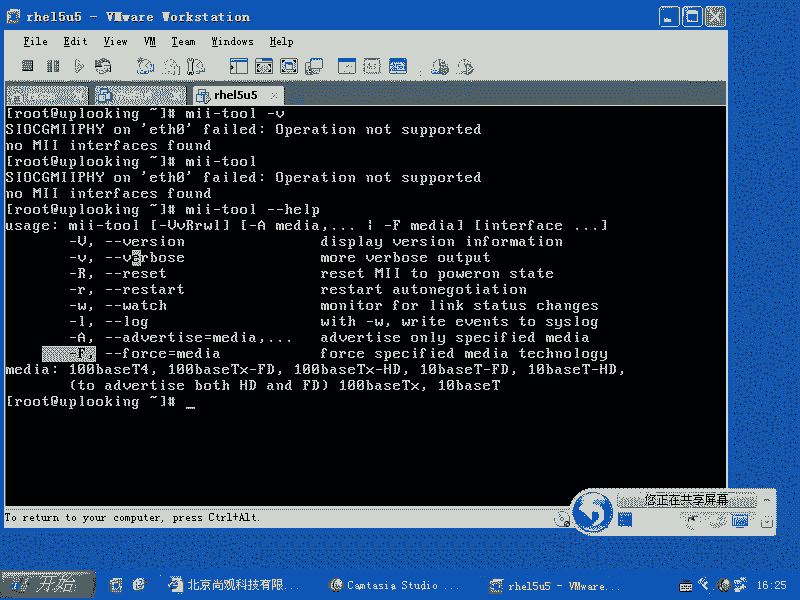 rhel5u5 - VMware Workstation
File Edit View VM Team Windows Help
rhel5u5
[root@uplooking ~]# mii-tool -v
SIOCGMIIPHY on 'eth0' failed: Operation not supported
no MII interfaces found
[root@uplooking ~]# mii-tool
SIOCGMIIPHY on 'eth0' failed: Operation not supported
no MII interfaces found
[root@uplooking ~]# mii-tool --help
usage: mii-tool [-VvRrwl] [-A media,... | -F media] [interface ...]
-V, --version display version information
-v, --verbose more verbose output
-R, --reset reset MII to poweron state
-r, --restart restart autonegotiation
-w, --watch monitor for link status changes
-l, --log with -w, write events to syslog
-A, --advertise=media,... advertise only specified media
-F, --force=media force specified media technology
media: 100baseT4, 100baseTx-FD, 100baseTx-HD, 10baseT-FD, 10baseT-HD,
(to advertise both HD and FD) 100baseTx, 10baseT
[root@uplooking ~]# _
您正在共享屏幕
To return to your computer, press Ctrl+Alt.
开始 北京尚观科技有限... Camtasia Studio ... rhel5u5 - VMware... 16:25